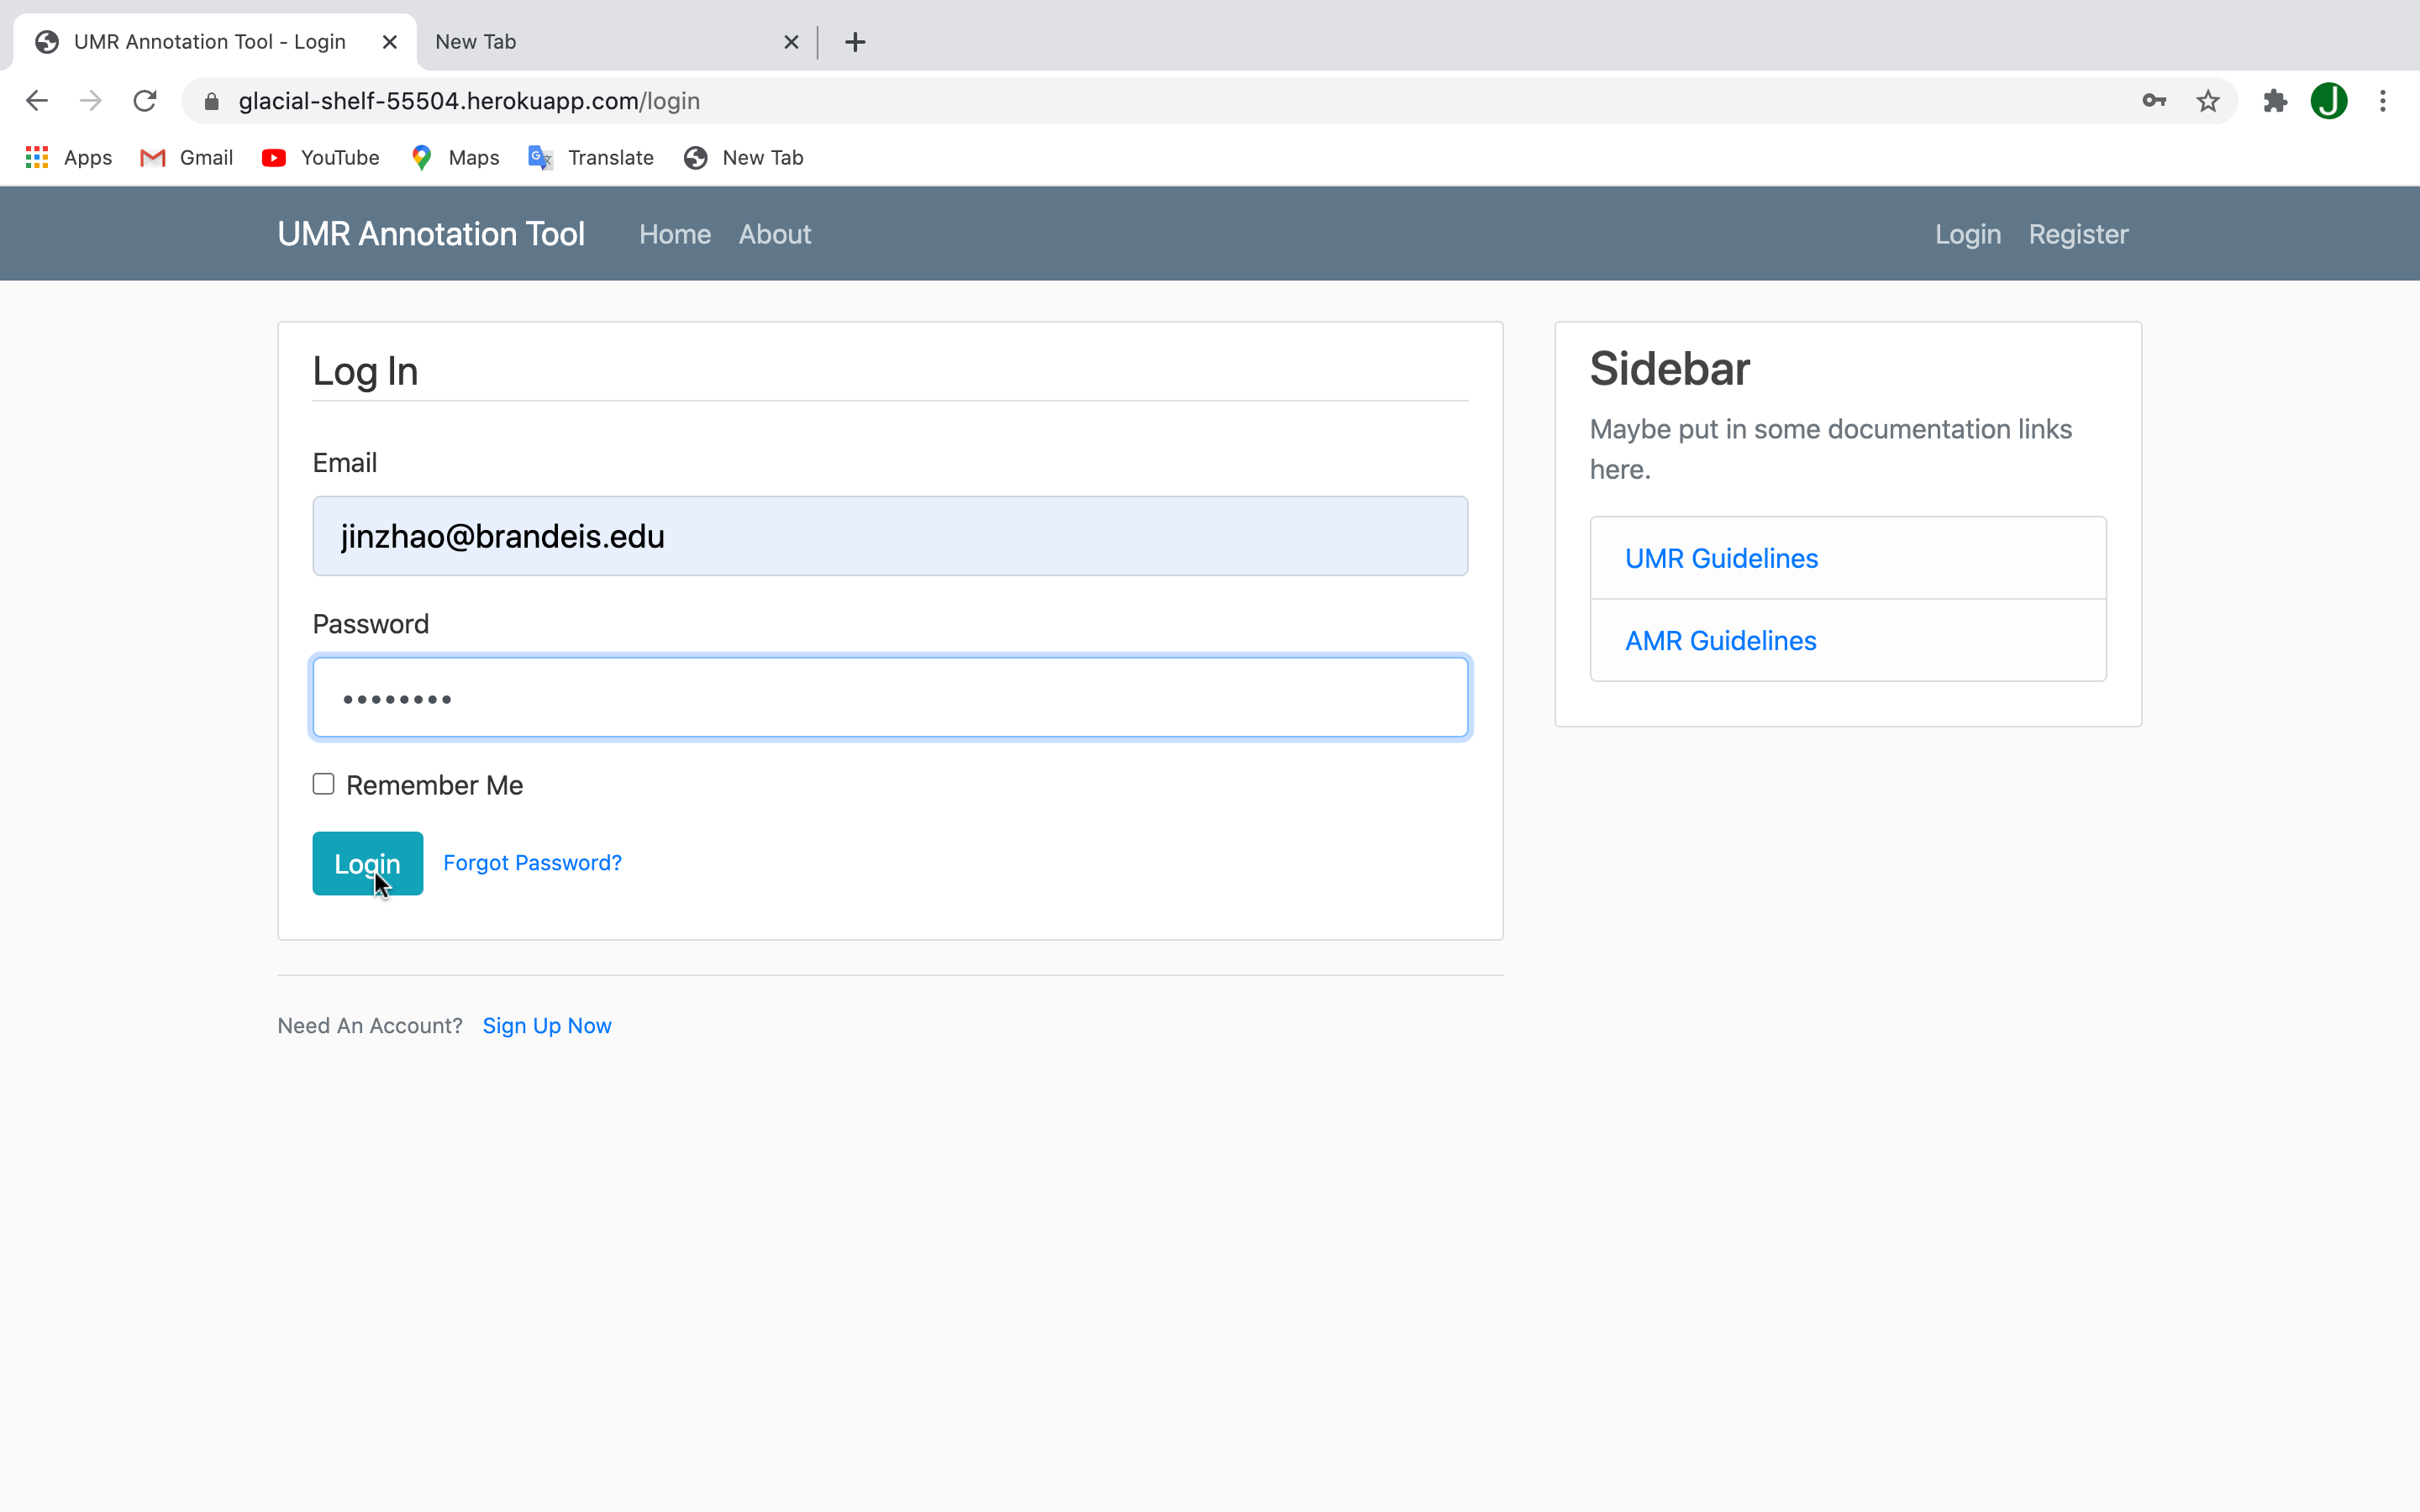 UMR Annotation Tool - Login
New Tab
glacial-shelf-55504.herokuapp.com/login
J
Apps
Gmail
YouTube
Maps
Translate
New Tab
UMR Annotation Tool
Home
About
Login
Register
Log In
Email
jinzhao@brandeis.edu
Password
••••••••
Remember Me
Login
Forgot Password?
Need An Account? Sign Up Now
Sidebar
Maybe put in some documentation links
here.
UMR Guidelines
AMR Guidelines